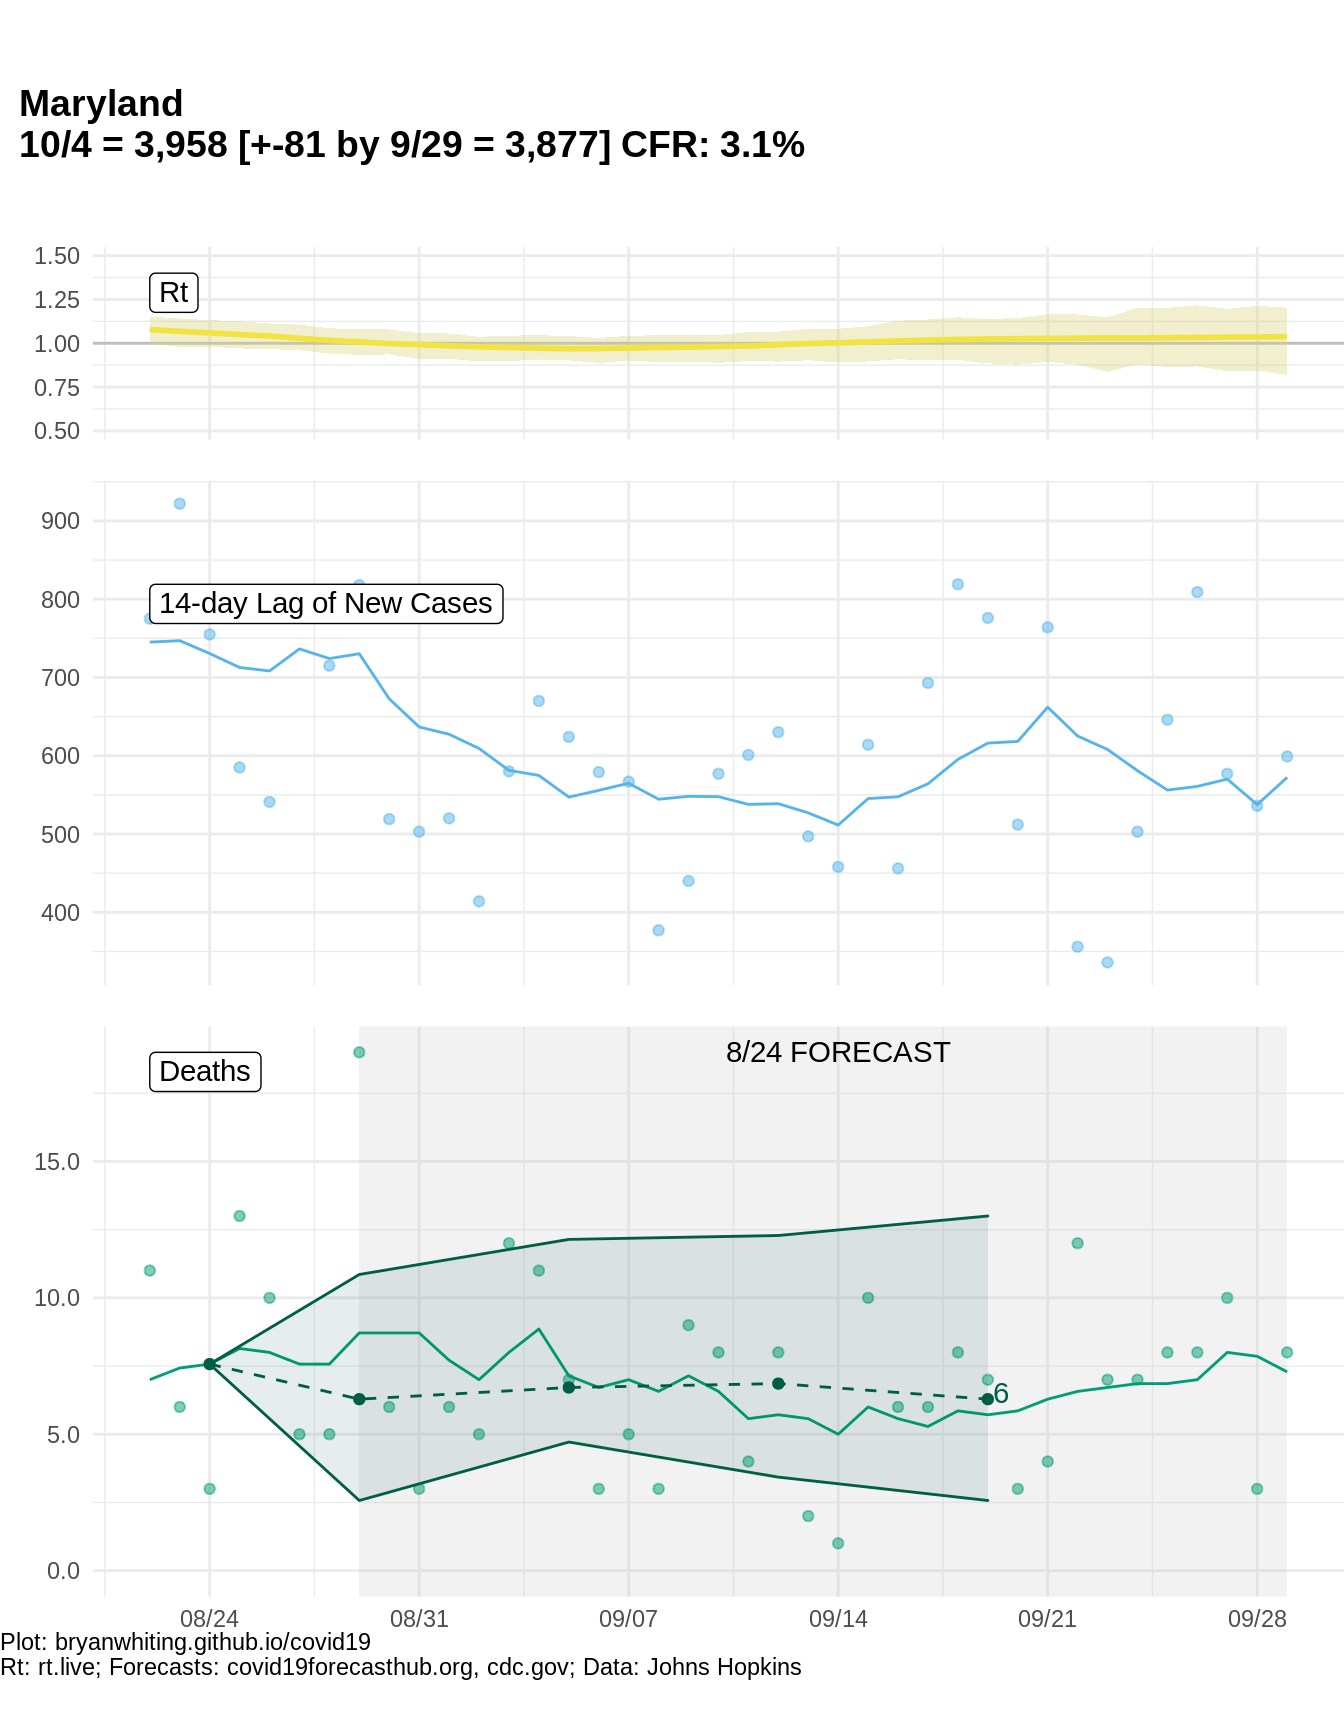 Maryland
10/4 = 3,958 [+-81 by 9/29 = 3,877] CFR: 3.1%
1.50
1.25
1.00
0.75
0.50
Rt
900
800
700
600
500
400
14-day Lag of New Cases
8/24 FORECAST
Deaths
15.0
10.0
5.0
0.0
6
08/24 08/31 09/07 09/14 09/21 09/28
Plot: bryanwhiting.github.io/covid19
Rt: rt.live; Forecasts: covid19forecasthub.org, cdc.gov; Data: Johns Hopkins